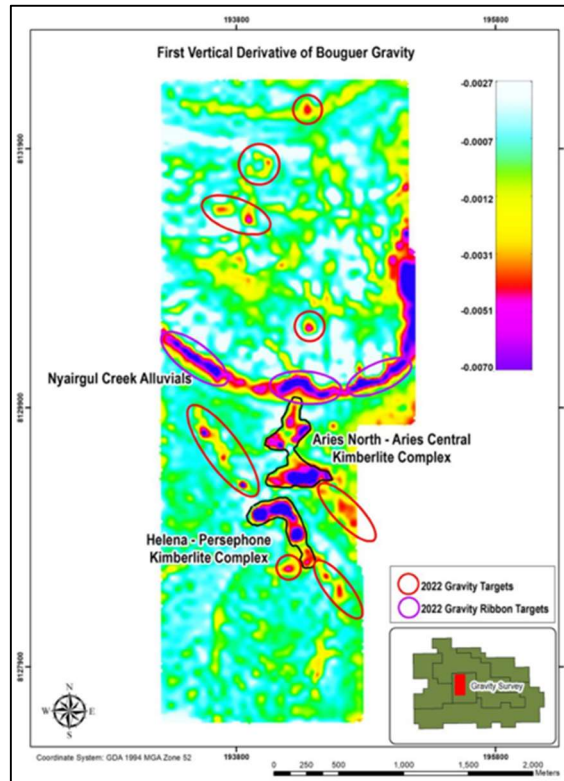 193800
195800
First Vertical Derivative of Bouguer Gravity
-0.0027
8131900
-0.0007
-0.0012
-0.0031
-0.0051
-0.0070
Nyairgul Creek Alluvials
8129900
Aries North - Aries Central
Kimberlite Complex
Helena - Persephone
Kimberlite Complex
2022 Gravity Targets
2022 Gravity Ribbon Targets
Gravity Survey
8127900
N
W
E
S
193800
195800
Coordinate System: GDA 1994 MGA Zone 52
0
500
1,000
1,500
2,000
Meters